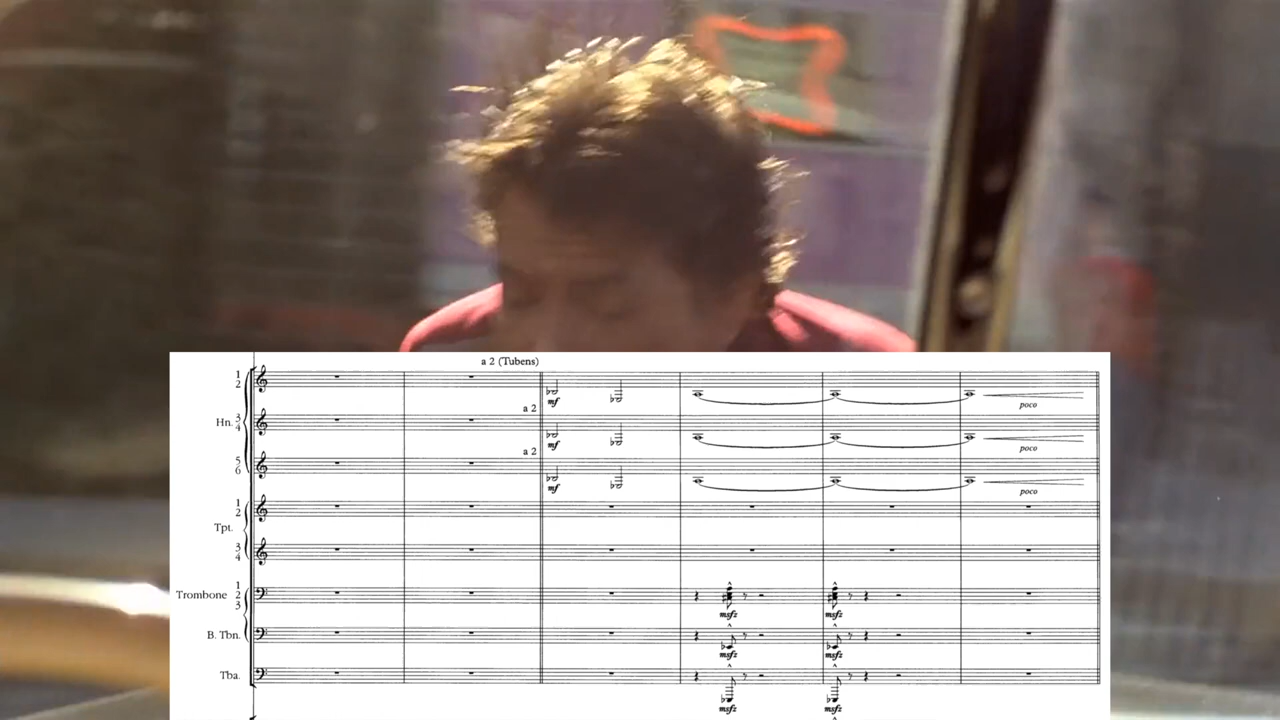 a 2 (Tubens)
1
2
mf
a 2
Hn. 3
4
mf
poco
a 2
5
6
mf
poco
poco
1
2
Tpt.
3
4
1
Trombone 2
3
msfz msfz
B. Tbn.
msfz msfz
Tba.
msfz msfz